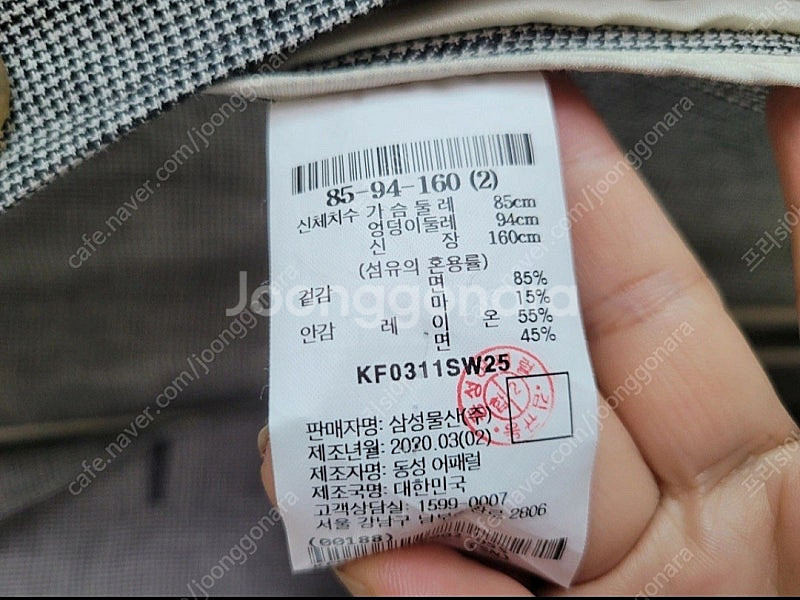 85-94-160 (2)
신체치수 가슴둘레 85cm
엉덩이둘레 94cm
신 장 160cm
(섬유의 혼용률)
겉감 면 85%
마 15%
안감 레이온 55%
면 45%
KF0311SW25
판매자명: 삼성물산(주)
제조년월: 2020.03(02)
제조자명: 동성 어패럴
제조국명: 대한민국
고객상담실: 1599-0007
서울 강남구 2806
(00188)
Joonggonara
cafe.naver.com/joonggonara